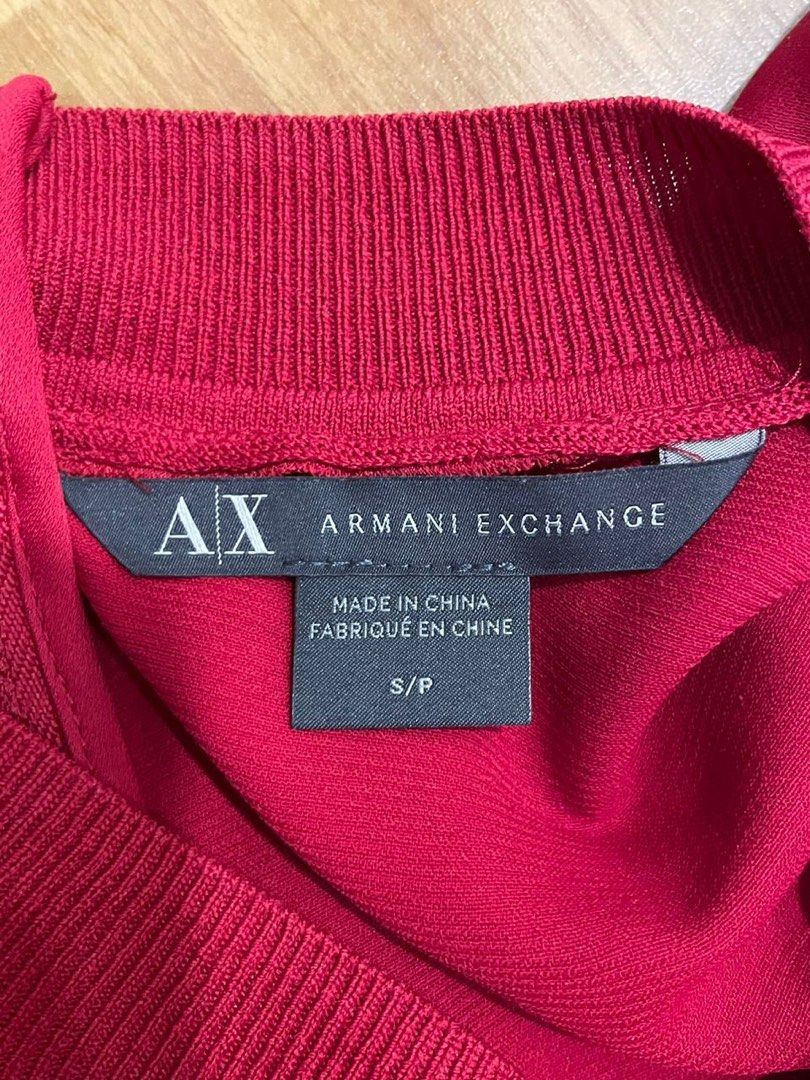 A|X ARMANI EXCHANGE
MADE IN CHINA
FABRIQUÉ EN CHINE
S/P